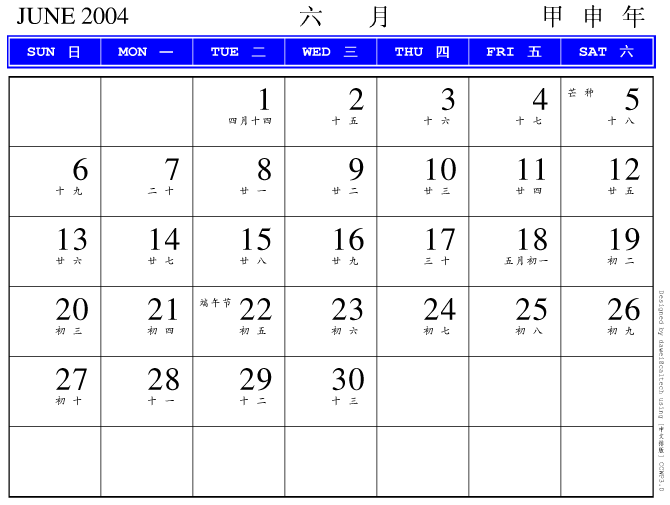 JUNE 2004 六 月 甲 申 年
SUN 日 MON 一 TUE 二 WED 三 THU 四 FRI 五 SAT 六
1 2 3 4 芒 种 5
四月十四 十 五 十 六 十 七 十 八
6 7 8 9 10 11 12
十 九 二 十 廿 一 廿 二 廿 三 廿 四 廿 五
13 14 15 16 17 18 19
廿 六 廿 七 廿 八 廿 九 三 十 五月初一 初 二
20 21 端午节 22 23 24 25 26
初 三 初 四 初 五 初 六 初 七 初 八 初 九
27 28 29 30
初 十 十 一 十 二 十 三
Designed by dawei@caltech using [中文排版] CCWP3.0